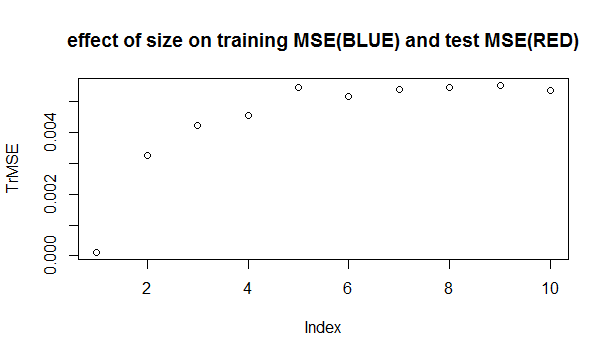 effect of size on training MSE(BLUE) and test MSE(RED)
TrMSE
0.004
0.002
0.000
2
4
6
8
10
Index